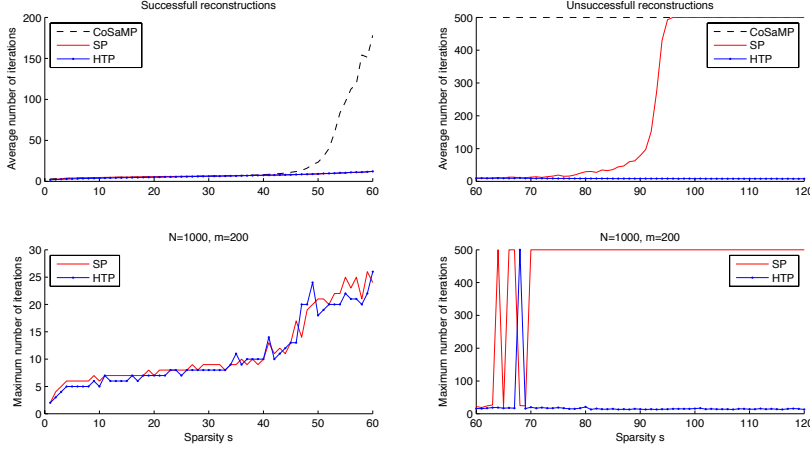 Successfull reconstructions
Average number of iterations
200
150
100
50
0
0
10
20
30
40
50
60
CoSaMP
SP
HTP
Unsuccessfull reconstructions
Average number of iterations
500
400
300
200
100
0
60
70
80
90
100
110
120
CoSaMP
SP
HTP
N=1000, m=200
Maximum number of iterations
30
25
20
15
10
5
0
0
10
20
30
40
50
60
Sparsity s
SP
HTP
N=1000, m=200
Maximum number of iterations
500
400
300
200
100
0
60
70
80
90
100
110
120
Sparsity s
SP
HTP